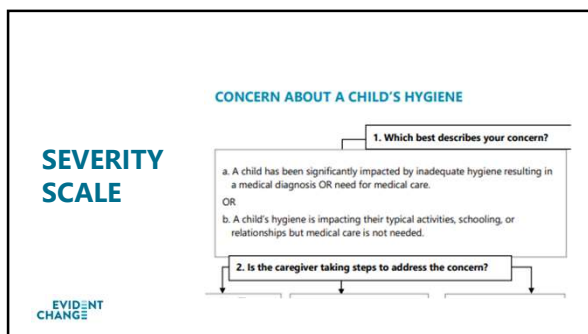 CONCERN ABOUT A CHILD'S HYGIENE
SEVERITY
SCALE
1. Which best describes your concern?
a. A child has been significantly impacted by inadequate hygiene resulting in
a medical diagnosis OR need for medical care.
OR
b. A child's hygiene is impacting their typical activities, schooling, or
relationships but medical care is not needed.
2. Is the caregiver taking steps to address the concern?
EVIDENT
CHANGE